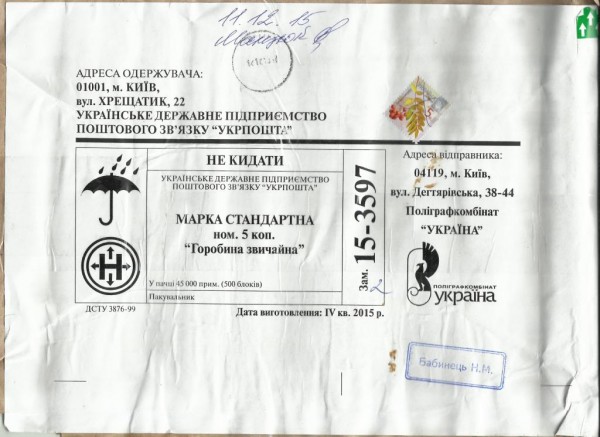 11.12.15
АДРЕСА ОДЕРЖУВАЧА:
01001, м. КИЇВ,
вул. ХРЕЩАТИК, 22
УКРАЇНСЬКЕ ДЕРЖАВНЕ ПІДПРИЄМСТВО
ПОШТОВОГО ЗВ'ЯЗКУ “УКРПОШТА”
НЕ КИДАТИ
УКРАЇНСЬКЕ ДЕРЖАВНЕ ПІДПРИЄМСТВО
ПОШТОВОГО ЗВ'ЯЗКУ “УКРПОШТА”
МАРКА СТАНДАРТНА
ном. 5 коп.
“Горобина звичайна”
У пачці 45 000 прим. (500 блоків)
Пакувальник
Зам. 15-3597
2
Адреса відправника:
04119, м. Київ,
вул. Дегтярівська, 38-44
Поліграфкомбінат
“УКРАЇНА”
ПОЛІГРАФКОМБІНАТ
україна
ДСТУ 3876-99
Дата виготовлення: IV кв. 2015 р.
Бабинець Н.М.